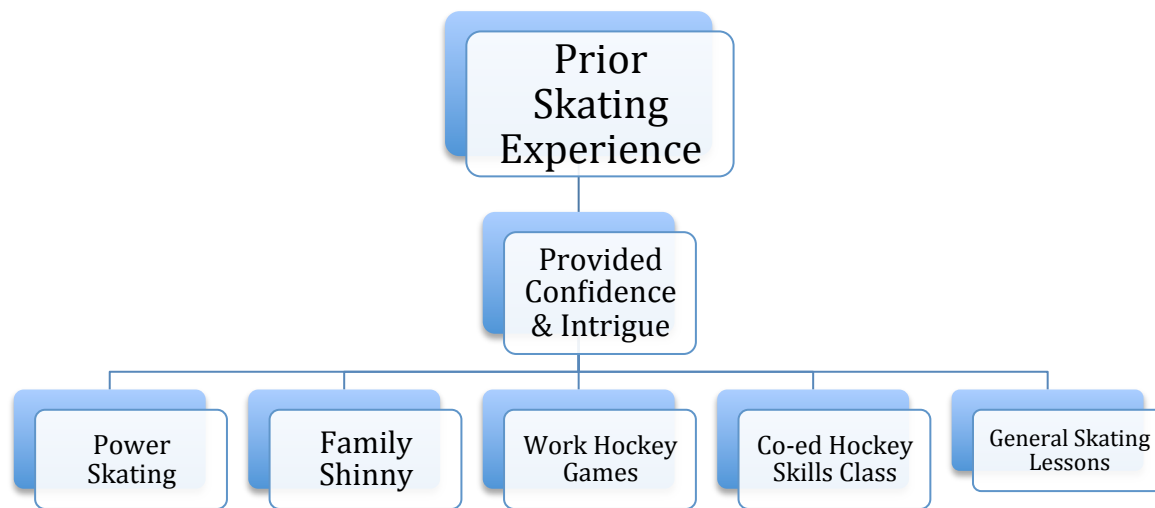 Prior
Skating
Experience
Provided
Confidence
& Intrigue
Power
Skating
Family
Shinny
Work Hockey
Games
Co-ed Hockey
Skills Class
General Skating
Lessons